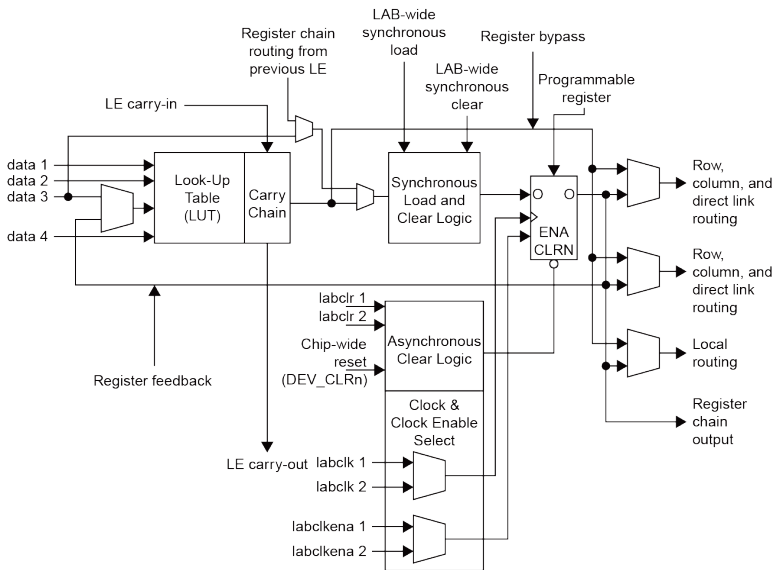 LAB-wide
synchronous
load
Register chain
routing from
previous LE
Register bypass
LAB-wide
synchronous
clear
Programmable
register
LE carry-in
data 1
data 2
data 3
data 4
Look-Up
Table
(LUT)
Carry
Chain
Synchronous
Load and
Clear Logic
O O
ENA
CLRN
Row,
column, and
direct link
routing
Row,
column, and
direct link
routing
Local
routing
Register
chain
output
Register feedback
labclr 1
labclr 2
Chip-wide
reset
(DEV_CLRn)
Asynchronous
Clear Logic
Clock &
Clock Enable
Select
LE carry-out
labclk 1
labclk 2
labclkena 1
labclkena 2